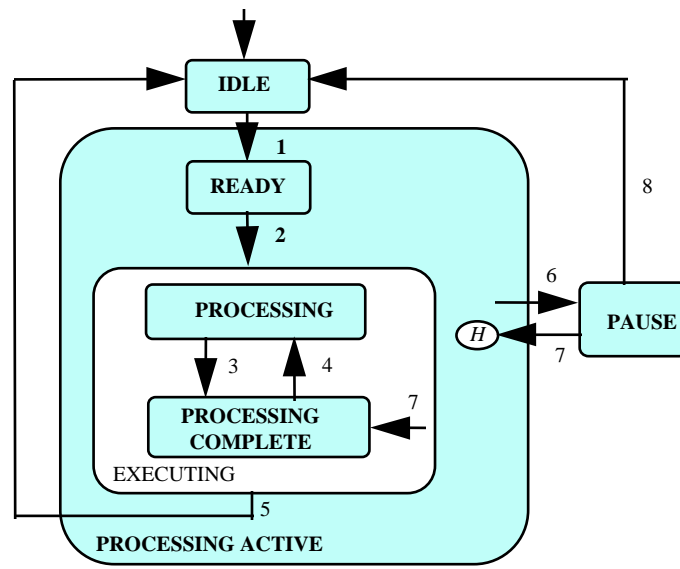 IDLE
1
READY
8
2
6
PROCESSING
PAUSE
H
7
3
4
7
PROCESSING
COMPLETE
EXECUTING
5
PROCESSING ACTIVE